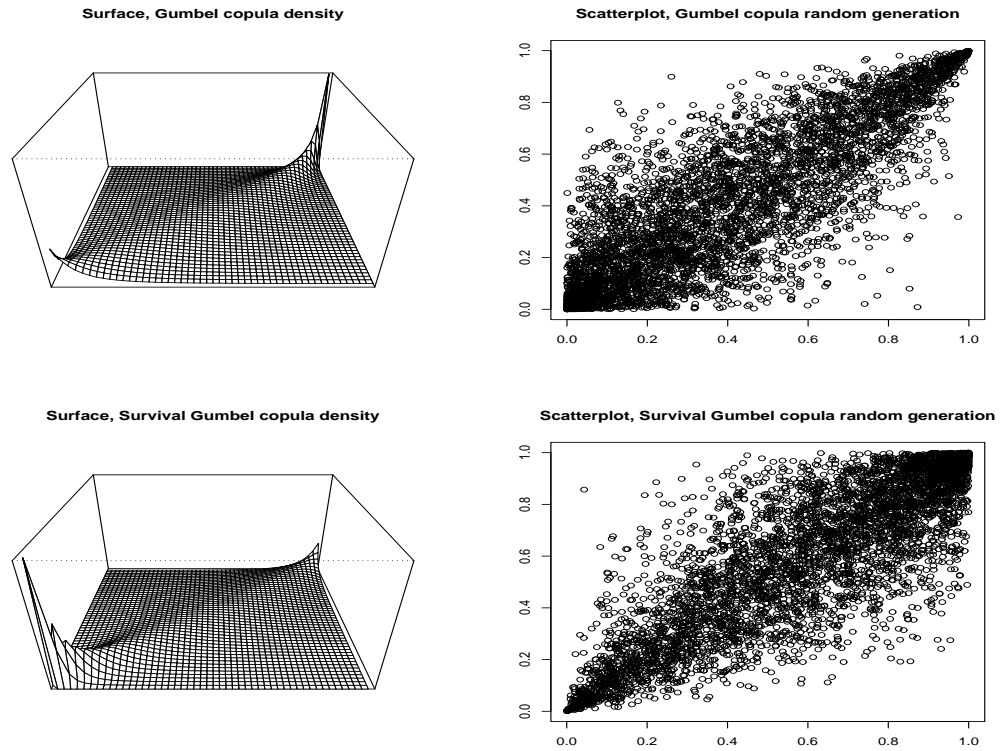 Surface, Gumbel copula density
Scatterplot, Gumbel copula random generation
1.0
0.8
0.6
0.4
0.2
0.0
0.0 0.2 0.4 0.6 0.8 1.0
Surface, Survival Gumbel copula density
Scatterplot, Survival Gumbel copula random generation
1.0
0.8
0.6
0.4
0.2
0.0
0.0 0.2 0.4 0.6 0.8 1.0